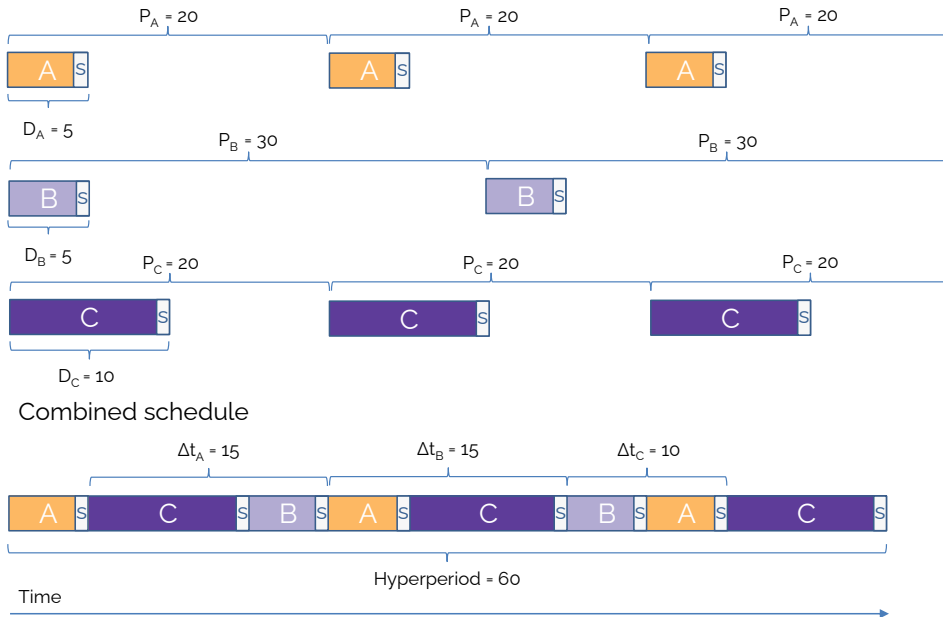 P_A = 20 P_A = 20 P_A = 20
A S A S A S
D_A = 5
P_B = 30 P_B = 30
B S B S
D_B = 5
P_C = 20 P_C = 20 P_C = 20
C S C S C S
D_C = 10
Combined schedule
Δt_A = 15 Δt_B = 15 Δt_C = 10
A S C S B S A S C S B S A S C S
Hyperperiod = 60
Time